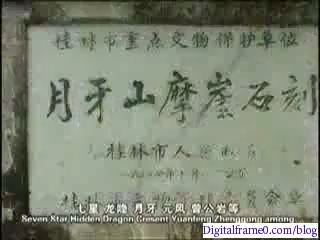 桂林市重点文物保护单位
月牙山摩崖石刻
桂林市人
七星 龙隐 月牙 元风 曾公岩等
Seven Star Hidden Dragon Cresent Yuanfeng Zhenggong among
Digitalframe0.com/blog